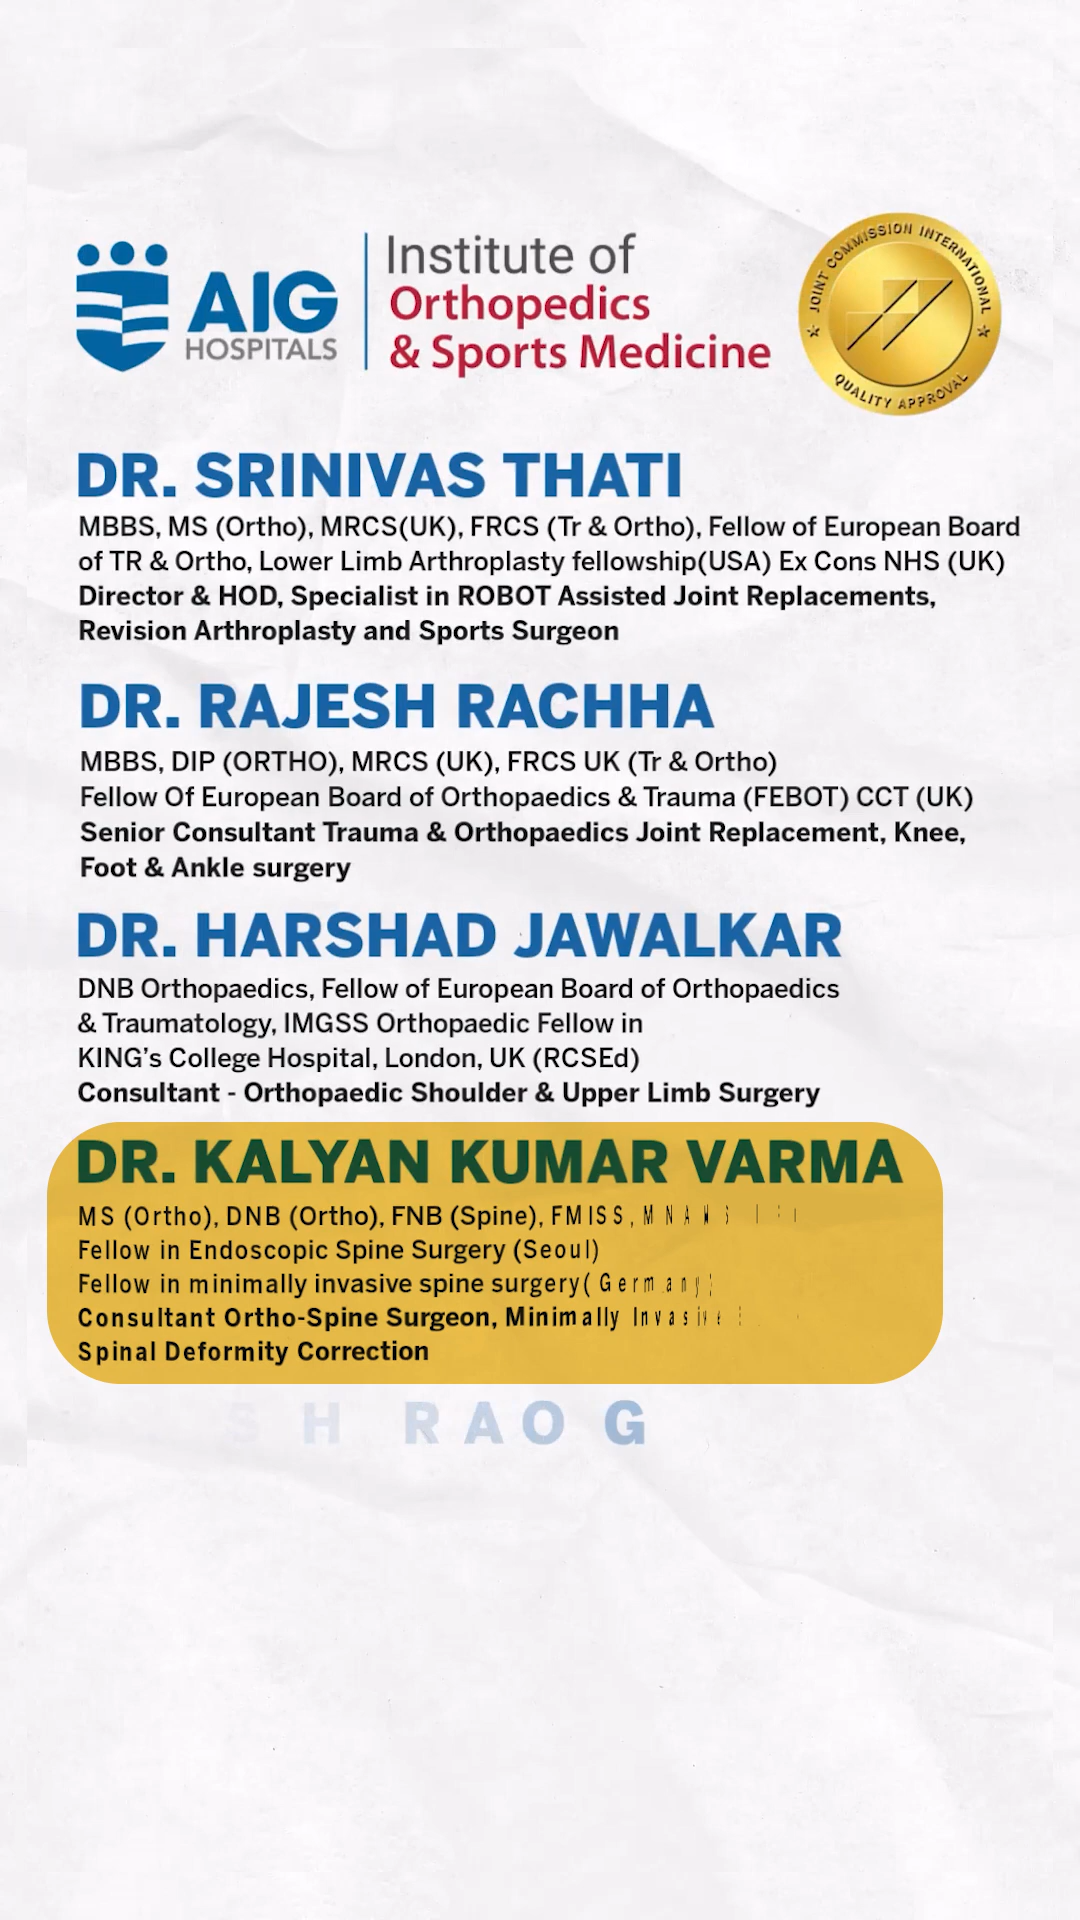 AIG
HOSPITALS
Institute of
Orthopedics
& Sports Medicine
JOINT COMMISSION INTERNATIONAL
QUALITY APPROVAL
DR. SRINIVAS THATI
MBBS, MS (Ortho), MRCS(UK), FRCS (Tr & Ortho), Fellow of European Board
of TR & Ortho, Lower Limb Arthroplasty fellowship(USA) Ex Cons NHS (UK)
Director & HOD, Specialist in ROBOT Assisted Joint Replacements,
Revision Arthroplasty and Sports Surgeon
DR. RAJESH RACHHA
MBBS, DIP (ORTHO), MRCS (UK), FRCS UK (Tr & Ortho)
Fellow Of European Board of Orthopaedics & Trauma (FEBOT) CCT (UK)
Senior Consultant Trauma & Orthopaedics Joint Replacement, Knee,
Foot & Ankle surgery
DR. HARSHAD JAWALKAR
DNB Orthopaedics, Fellow of European Board of Orthopaedics
& Traumatology, IMGSS Orthopaedic Fellow in
KING's College Hospital, London, UK (RCSEd)
Consultant - Orthopaedic Shoulder & Upper Limb Surgery
DR. KALYAN KUMAR VARMA
MS (Ortho), DNB (Ortho), FNB (Spine), FMISS,
Fellow in Endoscopic Spine Surgery (Seoul)
Fellow in minimally invasive spine surgery(Germany)
Consultant Ortho-Spine Surgeon, Minimally Invasive
Spinal Deformity Correction
RAO G